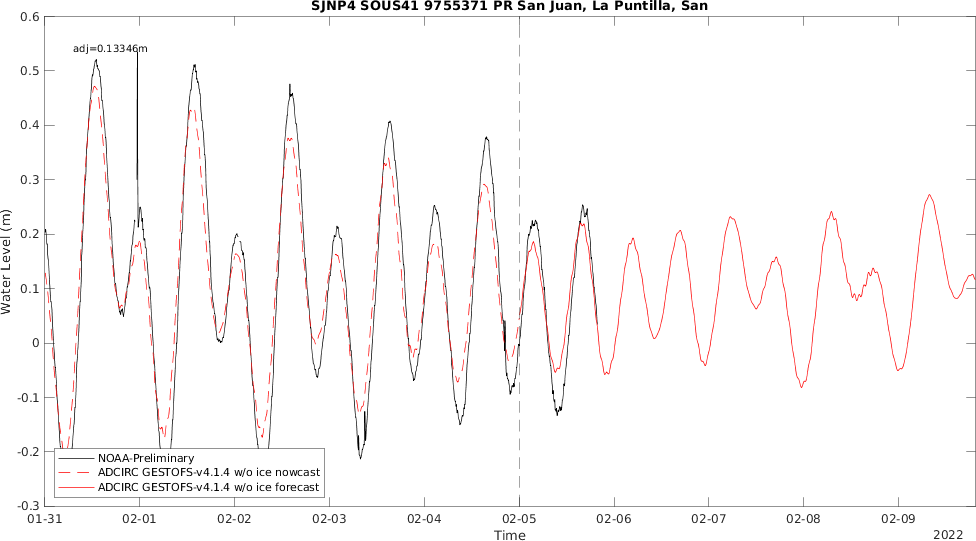 SJNP4 SOUS41 9755371 PR San Juan, La Puntilla, San
adj=0.13346m
Water Level (m)
0.6
0.5
0.4
0.3
0.2
0.1
0
-0.1
-0.2
-0.3
NOAA-Preliminary
ADCIRC GESTOFS-v4.1.4 w/o ice nowcast
ADCIRC GESTOFS-v4.1.4 w/o ice forecast
01-31 02-01 02-02 02-03 02-04 02-05 02-06 02-07 02-08 02-09
Time
2022